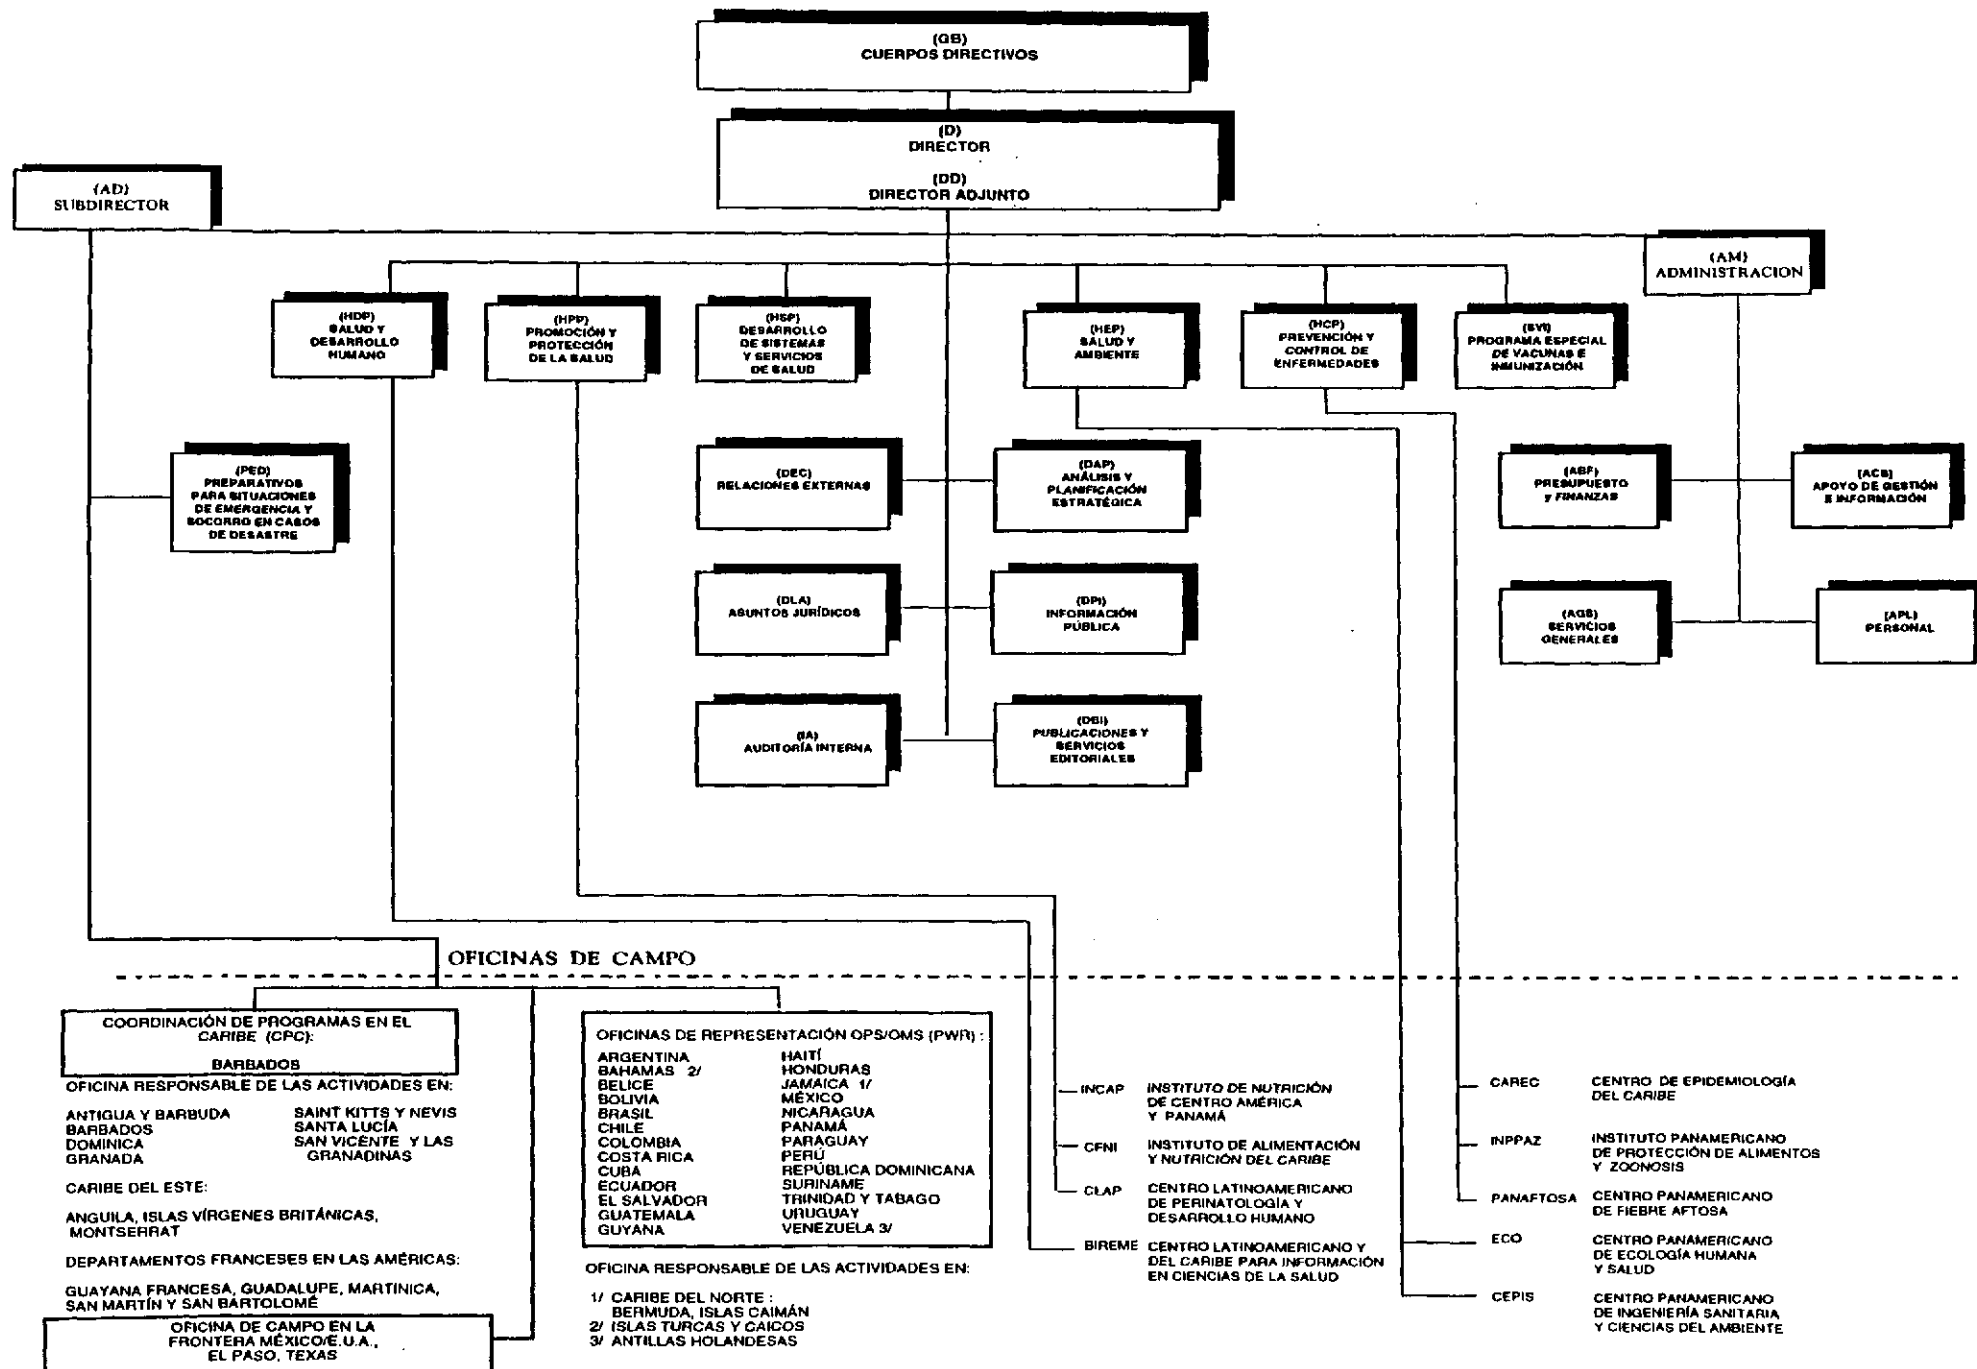 (GB)
CUERPOS DIRECTIVOS
(D)
DIRECTOR
(DD)
DIRECTOR ADJUNTO
(AD)
SUBDIRECTOR
(AM)
ADMINISTRACION
(HDP)
SALUD Y
DESARROLLO
HUMANO
(HPP)
PROMOCIÓN Y
PROTECCIÓN
DE LA SALUD
(HSP)
DESARROLLO
DE SISTEMAS
Y SERVICIOS
DE SALUD
(HEP)
SALUD Y
AMBIENTE
(HCP)
PREVENCIÓN Y
CONTROL DE
ENFERMEDADES
(SVI)
PROGRAMA ESPECIAL
DE VACUNAS E
INMUNIZACIÓN
(PED)
PREPARATIVOS
PARA SITUACIONES
DE EMERGENCIA Y
SOCORRO EN CASOS
DE DESASTRE
(DEC)
RELACIONES EXTERNAS
(DAP)
ANÁLISIS Y
PLANIFICACIÓN
ESTRATÉGICA
(ABF)
PRESUPUESTO
y FINANZAS
(ACS)
APOYO DE GESTIÓN
E INFORMACIÓN
(DLA)
ASUNTOS JURÍDICOS
(DPI)
INFORMACIÓN
PÚBLICA
(AGS)
SERVICIOS
GENERALES
(APL)
PERSONAL
(IA)
AUDITORÍA INTERNA
(DBI)
PUBLICACIONES Y
SERVICIOS
EDITORIALES
OFICINAS DE CAMPO
COORDINACIÓN DE PROGRAMAS EN EL
CARIBE (CPC):
BARBADOS
OFICINA RESPONSABLE DE LAS ACTIVIDADES EN:
ANTIGUA Y BARBUDA
BARBADOS
DOMINICA
GRANADA
SAINT KITTS Y NEVIS
SANTA LUCÍA
SAN VICENTE Y LAS
GRANADINAS
CARIBE DEL ESTE:
ANGUILA, ISLAS VÍRGENES BRITÁNICAS,
MONTSERRAT
DEPARTAMENTOS FRANCESES EN LAS AMÉRICAS:
GUAYANA FRANCESA, GUADALUPE, MARTINICA,
SAN MARTÍN Y SAN BARTOLOMÉ
OFICINA DE CAMPO EN LA
FRONTERA MÉXICO/E.U.A.,
EL PASO, TEXAS
OFICINAS DE REPRESENTACIÓN OPS/OMS (PWR) :
ARGENTINA
BAHAMAS 2/
BELICE
BOLIVIA
BRASIL
CHILE
COLOMBIA
COSTA RICA
CUBA
ECUADOR
EL SALVADOR
GUATEMALA
GUYANA
HAITÍ
HONDURAS
JAMAICA 1/
MÉXICO
NICARAGUA
PANAMÁ
PARAGUAY
PERÚ
REPÚBLICA DOMINICANA
SURINAME
TRINIDAD Y TABAGO
URUGUAY
VENEZUELA 3/
OFICINA RESPONSABLE DE LAS ACTIVIDADES EN:
1/ CARIBE DEL NORTE :
BERMUDA, ISLAS CAIMÁN
2/ ISLAS TURCAS Y CAICOS
3/ ANTILLAS HOLANDESAS
INCAP INSTITUTO DE NUTRICIÓN
DE CENTRO AMÉRICA
Y PANAMÁ
CFNI INSTITUTO DE ALIMENTACIÓN
Y NUTRICIÓN DEL CARIBE
CLAP CENTRO LATINOAMERICANO
DE PERINATOLOGÍA Y
DESARROLLO HUMANO
BIREME CENTRO LATINOAMERICANO Y
DEL CARIBE PARA INFORMACIÓN
EN CIENCIAS DE LA SALUD
CAREC CENTRO DE EPIDEMIOLOGÍA
DEL CARIBE
INPPAZ INSTITUTO PANAMERICANO
DE PROTECCIÓN DE ALIMENTOS
Y ZOONOSIS
PANAFTOSA CENTRO PANAMERICANO
DE FIEBRE AFTOSA
ECO CENTRO PANAMERICANO
DE ECOLOGÍA HUMANA
Y SALUD
CEPIS CENTRO PANAMERICANO
DE INGENIERÍA SANITARIA
Y CIENCIAS DEL AMBIENTE